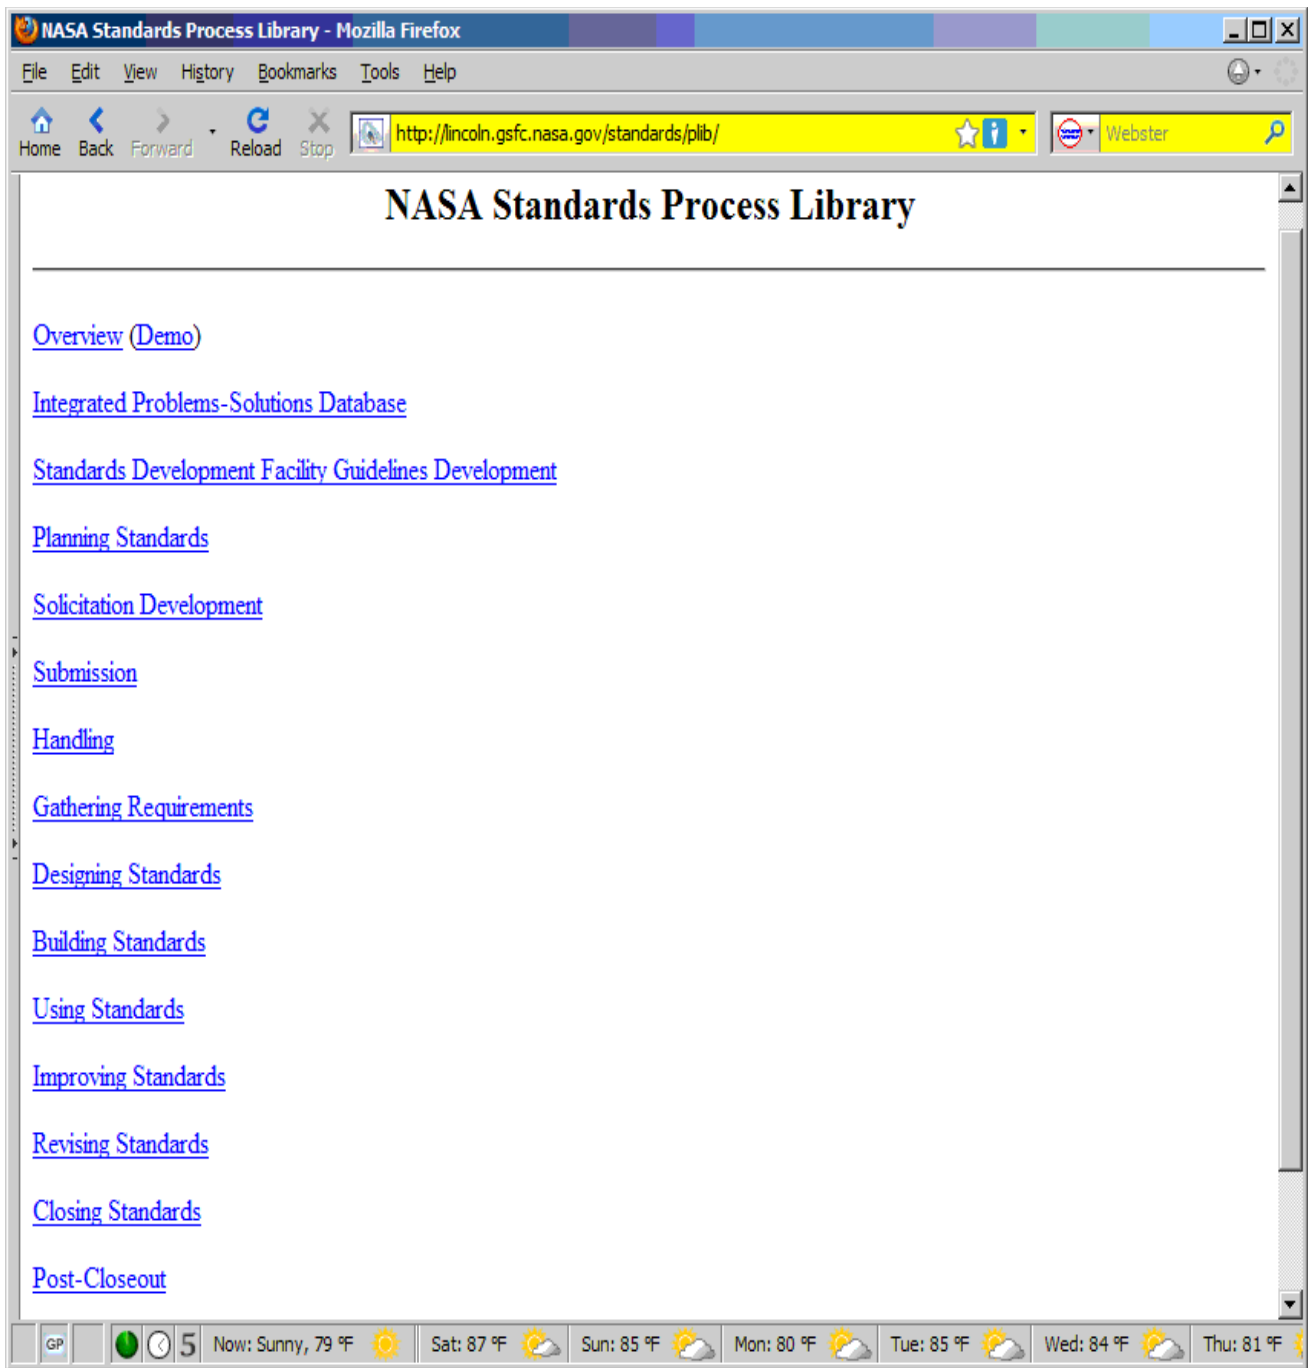 NASA Standards Process Library - Mozilla Firefox
File Edit View History Bookmarks Tools Help
Home Back Forward Reload Stop http://lincoln.gsfc.nasa.gov/standards/plib/ Webster
NASA Standards Process Library
Overview (Demo)
Integrated Problems-Solutions Database
Standards Development Facility Guidelines Development
Planning Standards
Solicitation Development
Submission
Handling
Gathering Requirements
Designing Standards
Building Standards
Using Standards
Improving Standards
Revising Standards
Closing Standards
Post-Closeout
GP 5 Now: Sunny, 79 °F Sat: 87 °F Sun: 85 °F Mon: 80 °F Tue: 85 °F Wed: 84 °F Thu: 81 °F